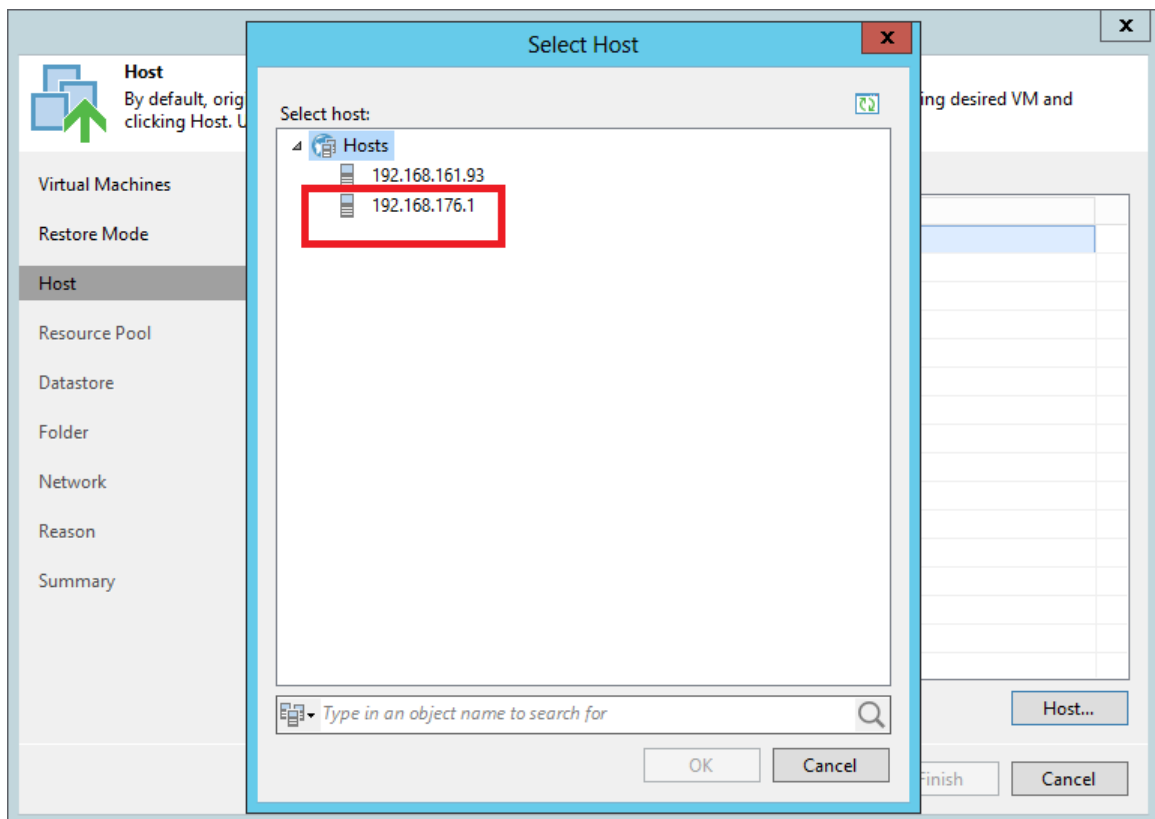 x
Select Host
x
Host
By default, orig
ing desired VM and
clicking Host. U
Select host:
Hosts
192.168.161.93
192.168.176.1
Virtual Machines
Restore Mode
Host
Resource Pool
Datastore
Folder
Network
Reason
Summary
Type in an object name to search for
Host...
OK
Cancel
Finish
Cancel